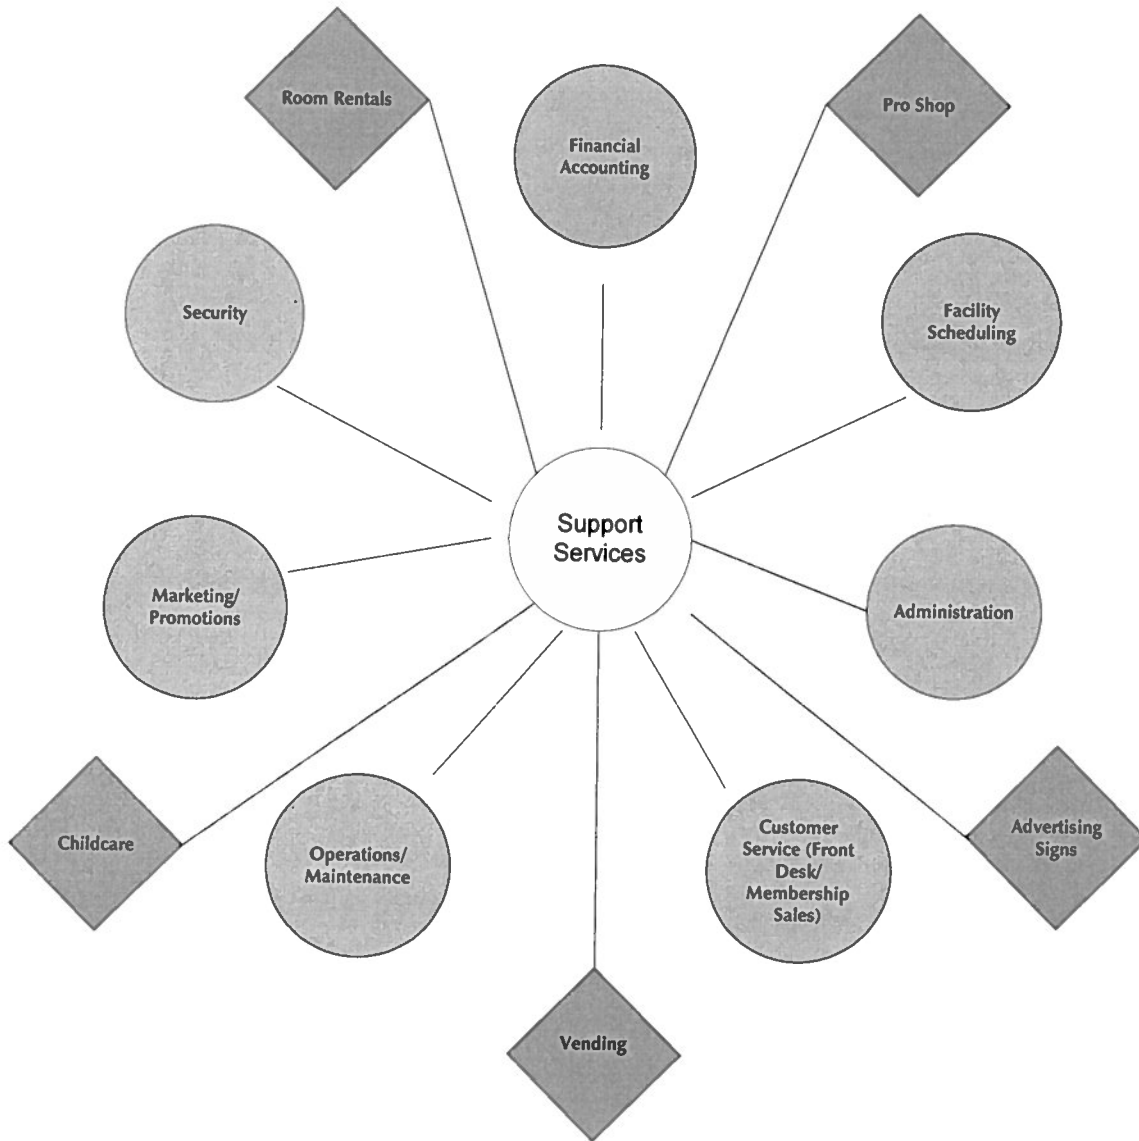 Room Rentals
Financial
Accounting
Pro Shop
Security
Facility
Scheduling
Support
Services
Marketing/
Promotions
Administration
Childcare
Operations/
Maintenance
Customer
Service (Front
Desk/
Membership
Sales)
Advertising
Signs
Vending